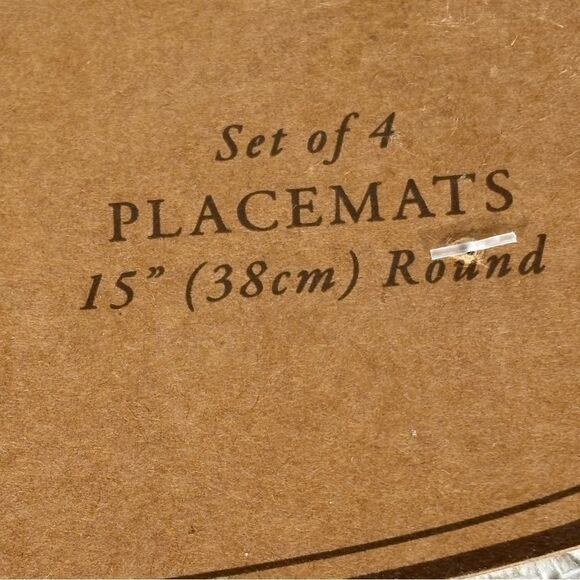 Set of 4
PLACEMATS
15” (38cm) Round